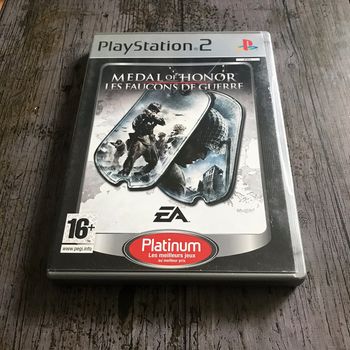 PlayStation 2
MEDAL OF HONOR
LES FAUCONS DE GUERRE
EA
16+
www.pegi.info
Platinum
Les meilleurs jeux
au meilleur prix